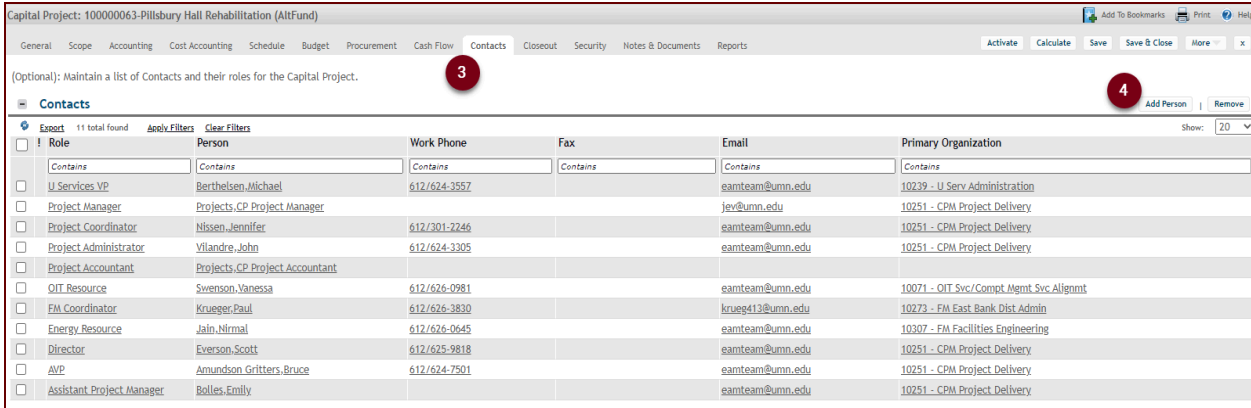 Capital Project: 100000063-Pillsbury Hall Rehabilitation (AltFund) Add To Bookmarks Print Hel
General Scope Accounting Cost Accounting Schedule Budget Procurement Cash Flow Contacts Closeout Security Notes & Documents Reports Activate Calculate Save Save & Close More x
(Optional): Maintain a list of Contacts and their roles for the Capital Project.
3
4
Contacts Add Person | Remove
Export 11 total found Apply Filters Clear Filters Show: 20
! Role Person Work Phone Fax Email Primary Organization
Contains Contains Contains Contains Contains Contains
U Services VP Berthelsen,Michael 612/624-3557 eamteam@umn.edu 10239 - U Serv Administration
Project Manager Projects,CP Project Manager jev@umn.edu 10251 - CPM Project Delivery
Project Coordinator Nissen,Jennifer 612/301-2246 eamteam@umn.edu 10251 - CPM Project Delivery
Project Administrator Vilandre,John 612/624-3305 eamteam@umn.edu 10251 - CPM Project Delivery
Project Accountant Projects,CP Project Accountant
OIT Resource Swenson,Vanessa 612/626-0981 eamteam@umn.edu 10071 - OIT Svc/Compt Mgmt Svc Alignmt
FM Coordinator Krueger,Paul 612/626-3830 krueg413@umn.edu 10273 - FM East Bank Dist Admin
Energy Resource Jain,Nirmal 612/626-0645 eamteam@umn.edu 10307 - FM Facilities Engineering
Director Everson,Scott 612/625-9818 eamteam@umn.edu 10251 - CPM Project Delivery
AVP Amundson Gritters,Bruce 612/624-7501 eamteam@umn.edu 10251 - CPM Project Delivery
Assistant Project Manager Bolles,Emily eamteam@umn.edu 10251 - CPM Project Delivery